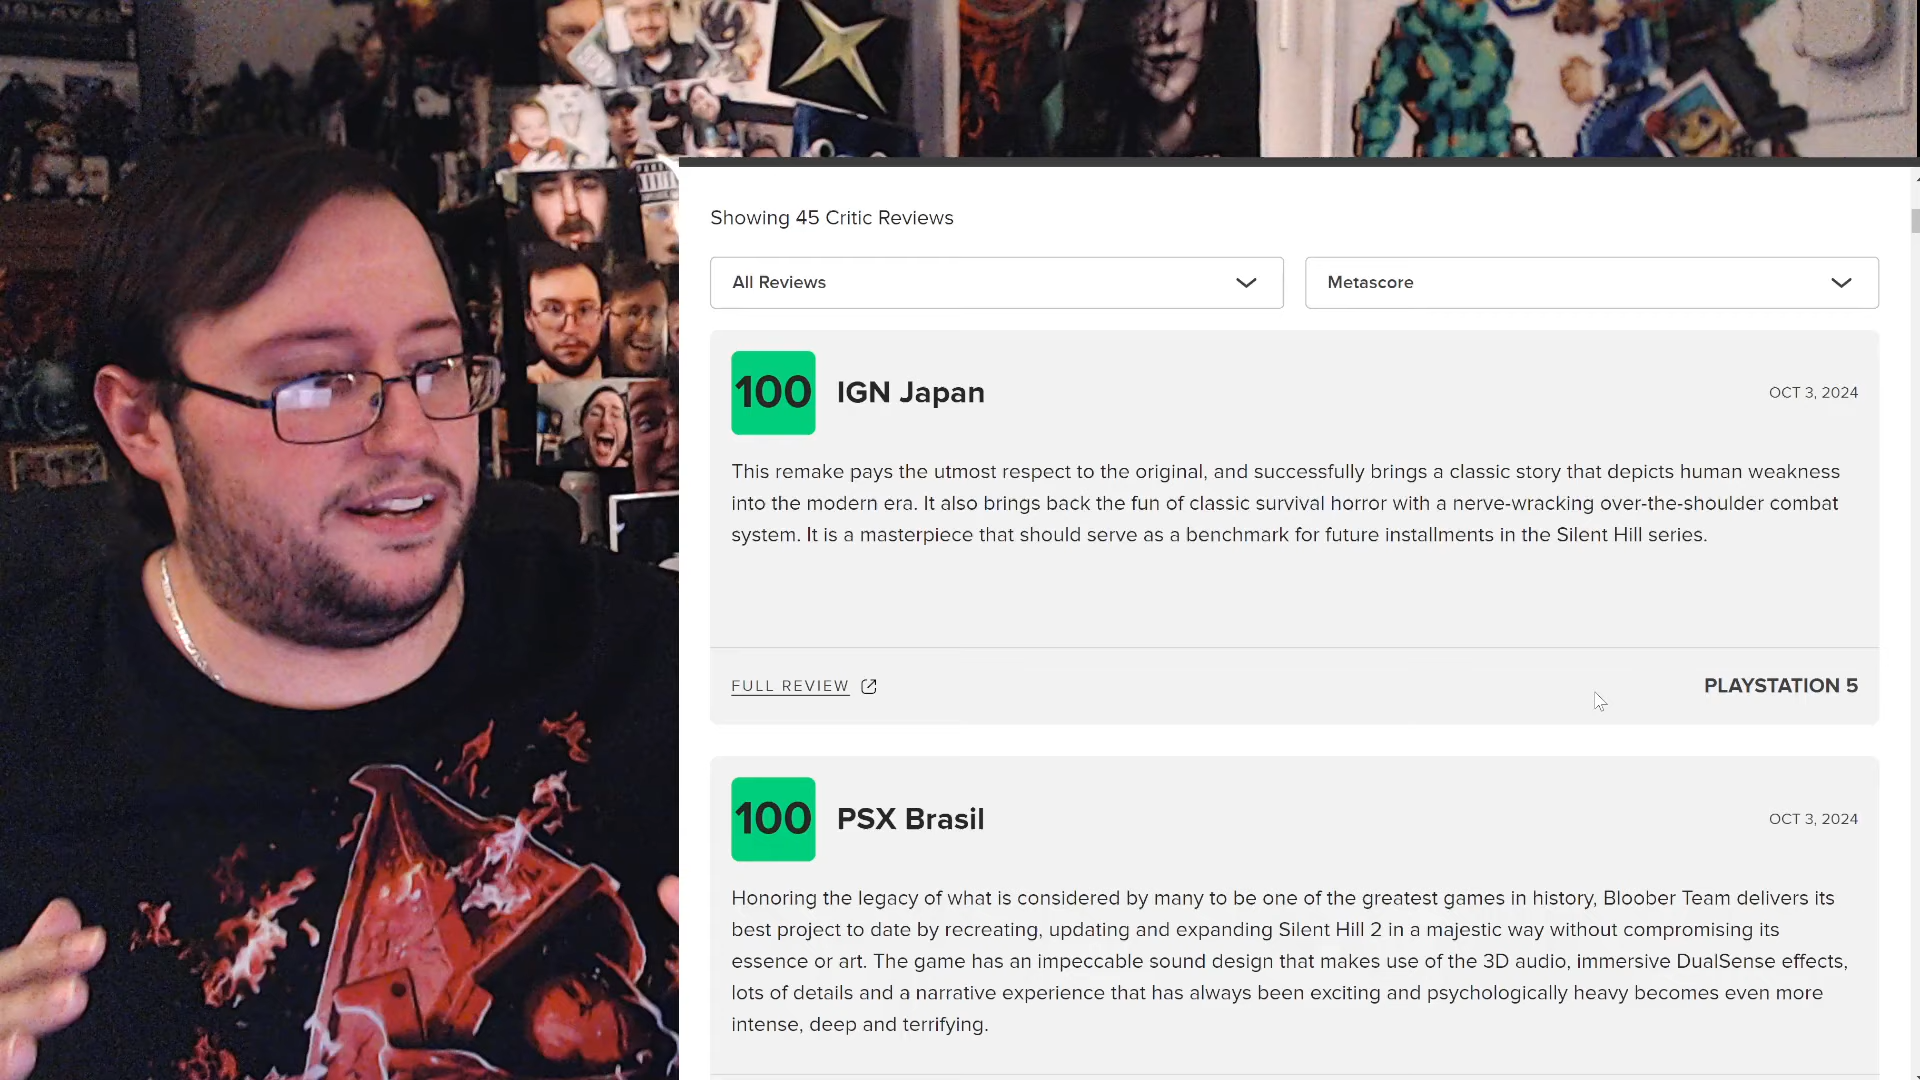 Showing 45 Critic Reviews
All Reviews
Metascore
100 IGN Japan
OCT 3, 2024
This remake pays the utmost respect to the original, and successfully brings a classic story that depicts human weakness
into the modern era. It also brings back the fun of classic survival horror with a nerve-wracking over-the-shoulder combat
system. It is a masterpiece that should serve as a benchmark for future installments in the Silent Hill series.
FULL REVIEW
PLAYSTATION 5
100 PSX Brasil
OCT 3, 2024
Honoring the legacy of what is considered by many to be one of the greatest games in history, Bloober Team delivers its
best project to date by recreating, updating and expanding Silent Hill 2 in a majestic way without compromising its
essence or art. The game has an impeccable sound design that makes use of the 3D audio, immersive DualSense effects,
lots of details and a narrative experience that has always been exciting and psychologically heavy becomes even more
intense, deep and terrifying.